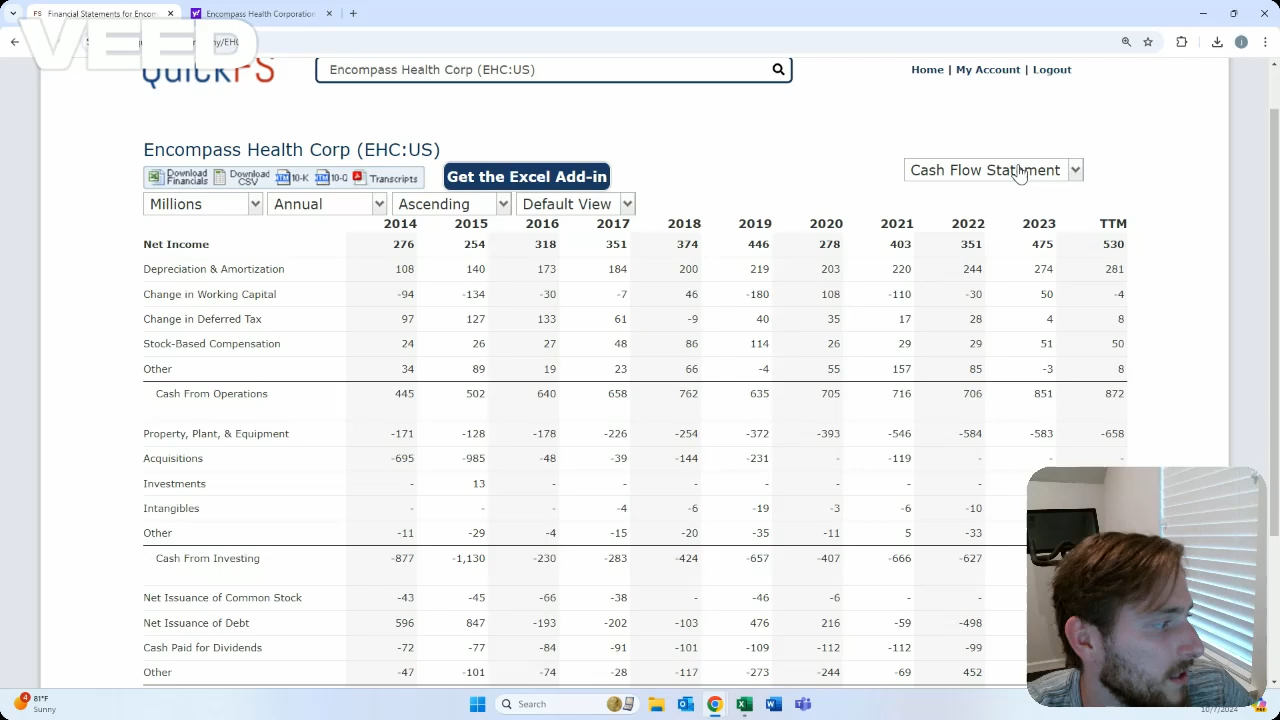 FS Financial Statements for Encom
Encompass Health Corporation
VEED
QuickFS
Encompass Health Corp (EHC:US)
Home | My Account | Logout
Encompass Health Corp (EHC:US)
Download Financials
Download CSV
10-K
10-Q
Transcripts
Get the Excel Add-in
Cash Flow Statement
Millions Annual Ascending Default View
2014 2015 2016 2017 2018 2019 2020 2021 2022 2023 TTM
Net Income 276 254 318 351 374 446 278 403 351 475 530
Depreciation & Amortization 108 140 173 184 200 219 203 220 244 274 281
Change in Working Capital -94 -134 -30 -7 46 -180 108 -110 -30 50 -4
Change in Deferred Tax 97 127 133 61 -9 40 35 17 28 4 8
Stock-Based Compensation 24 26 27 48 86 114 26 29 29 51 50
Other 34 89 19 23 66 -4 55 157 85 -3 8
Cash From Operations 445 502 640 658 762 635 705 716 706 851 872
Property, Plant, & Equipment -171 -128 -178 -226 -254 -372 -393 -546 -584 -583 -658
Acquisitions -695 -985 -48 -39 -144 -231 - -119 - - -
Investments - 13 - - - - - - -
Intangibles - - - -4 -6 -19 -3 -6 -10
Other -11 -29 -4 -15 -20 -35 -11 5 -33
Cash From Investing -877 -1,130 -230 -283 -424 -657 -407 -666 -627
Net Issuance of Common Stock -43 -45 -66 -38 - -46 -6 - -
Net Issuance of Debt 596 847 -193 -202 -103 476 216 -59 -498
Cash Paid for Dividends -72 -77 -84 -91 -101 -109 -112 -112 -99
Other -47 -101 -74 -28 -117 -273 -244 -69 452
4
81°F
Sunny
Search
10/7/2024